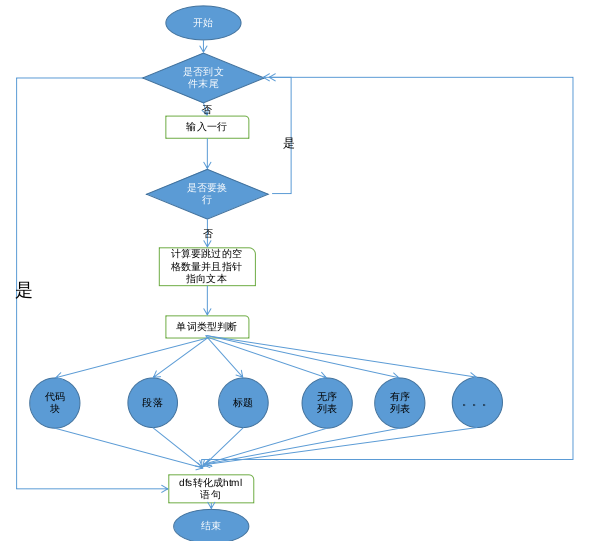 开始
是否到文
件末尾
否
输入一行
是
是否要换
行
否
计算要跳过的空
格数量并且指针
指向文本
是
单词类型判断
代码
块
段落
标题
无序
列表
有序
列表
. . .
dfs转化成html
语句
结束